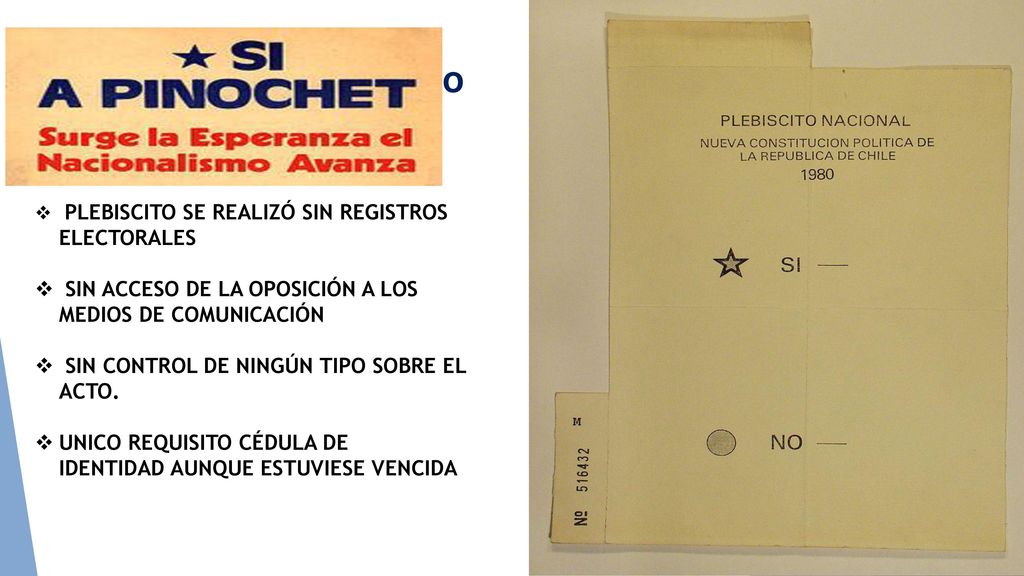 ★ SI
A PINOCHET
Surge la Esperanza el
Nacionalismo Avanza
O
❖ PLEBISCITO SE REALIZÓ SIN REGISTROS
ELECTORALES
❖ SIN ACCESO DE LA OPOSICIÓN A LOS
MEDIOS DE COMUNICACIÓN
❖ SIN CONTROL DE NINGÚN TIPO SOBRE EL
ACTO.
❖ UNICO REQUISITO CÉDULA DE
IDENTIDAD AUNQUE ESTUVIESE VENCIDA
PLEBISCITO NACIONAL
NUEVA CONSTITUCION POLITICA DE
LA REPUBLICA DE CHILE
1980
SI —
NO —
M
Nº 516432